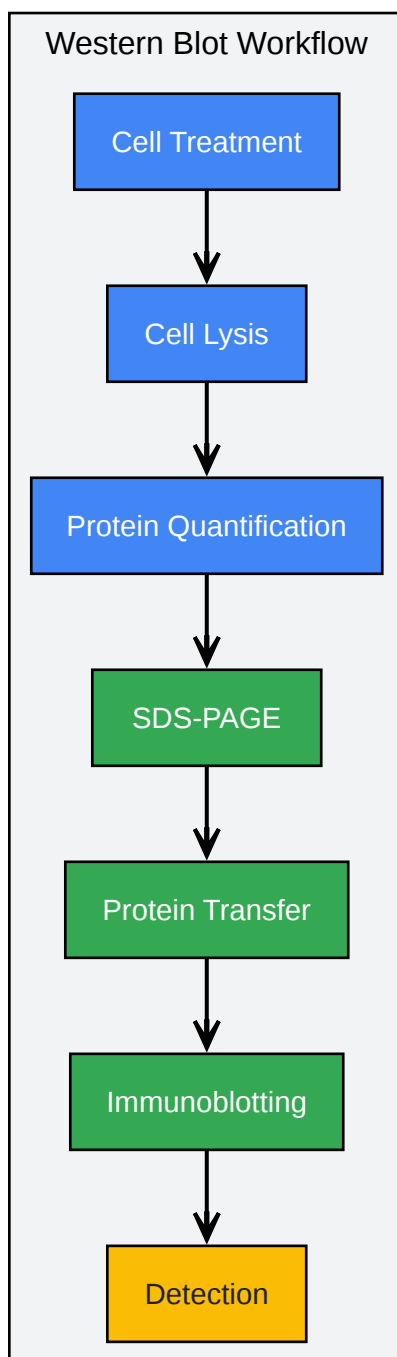 Western Blot Workflow
Cell Treatment
Cell Lysis
Protein Quantification
SDS-PAGE
Protein Transfer
Immunoblotting
Detection